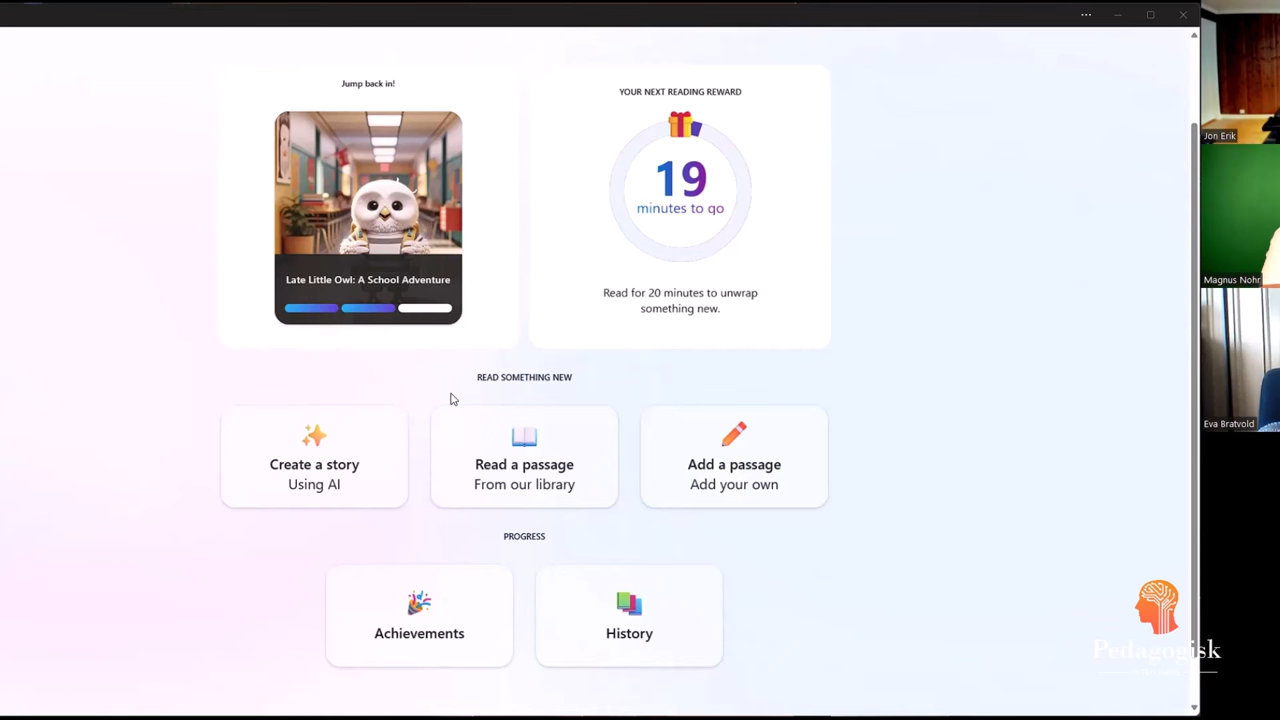 Jump back in!
Late Little Owl: A School Adventure
YOUR NEXT READING REWARD
19
minutes to go
Read for 20 minutes to unwrap
something new.
READ SOMETHING NEW
Create a story
Using AI
Read a passage
From our library
Add a passage
Add your own
PROGRESS
Achievements
History
Jon Erik
Magnus Nohr
Eva Bratvold
Pedagogisk